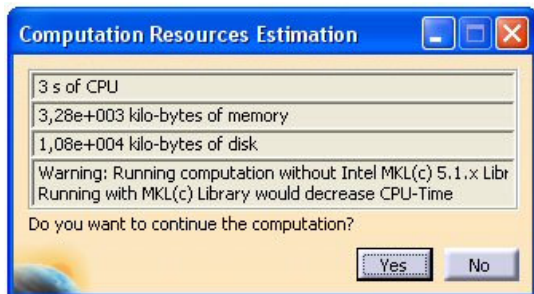 Computation Resources Estimation
3 s of CPU
3,28e+003 kilo-bytes of memory
1,08e+004 kilo-bytes of disk
Warning: Running computation without Intel MKL(c) 5.1.x Libr
Running with MKL(c) Library would decrease CPU-Time
Do you want to continue the computation?
Yes No